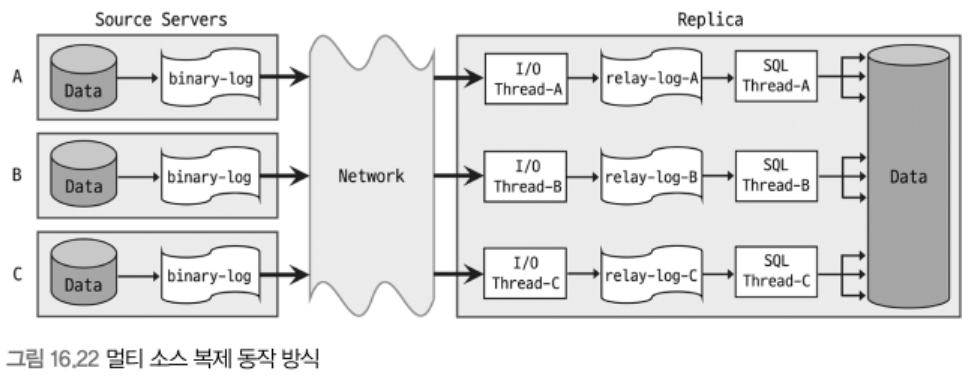 Source Servers
Replica
A
Data
binary-log
I/O
Thread-A
relay-log-A
SQL
Thread-A
B
Data
binary-log
Network
I/O
Thread-B
relay-log-B
SQL
Thread-B
Data
C
Data
binary-log
I/O
Thread-C
relay-log-C
SQL
Thread-C
그림 16.22 멀티 소스 복제 동작 방식